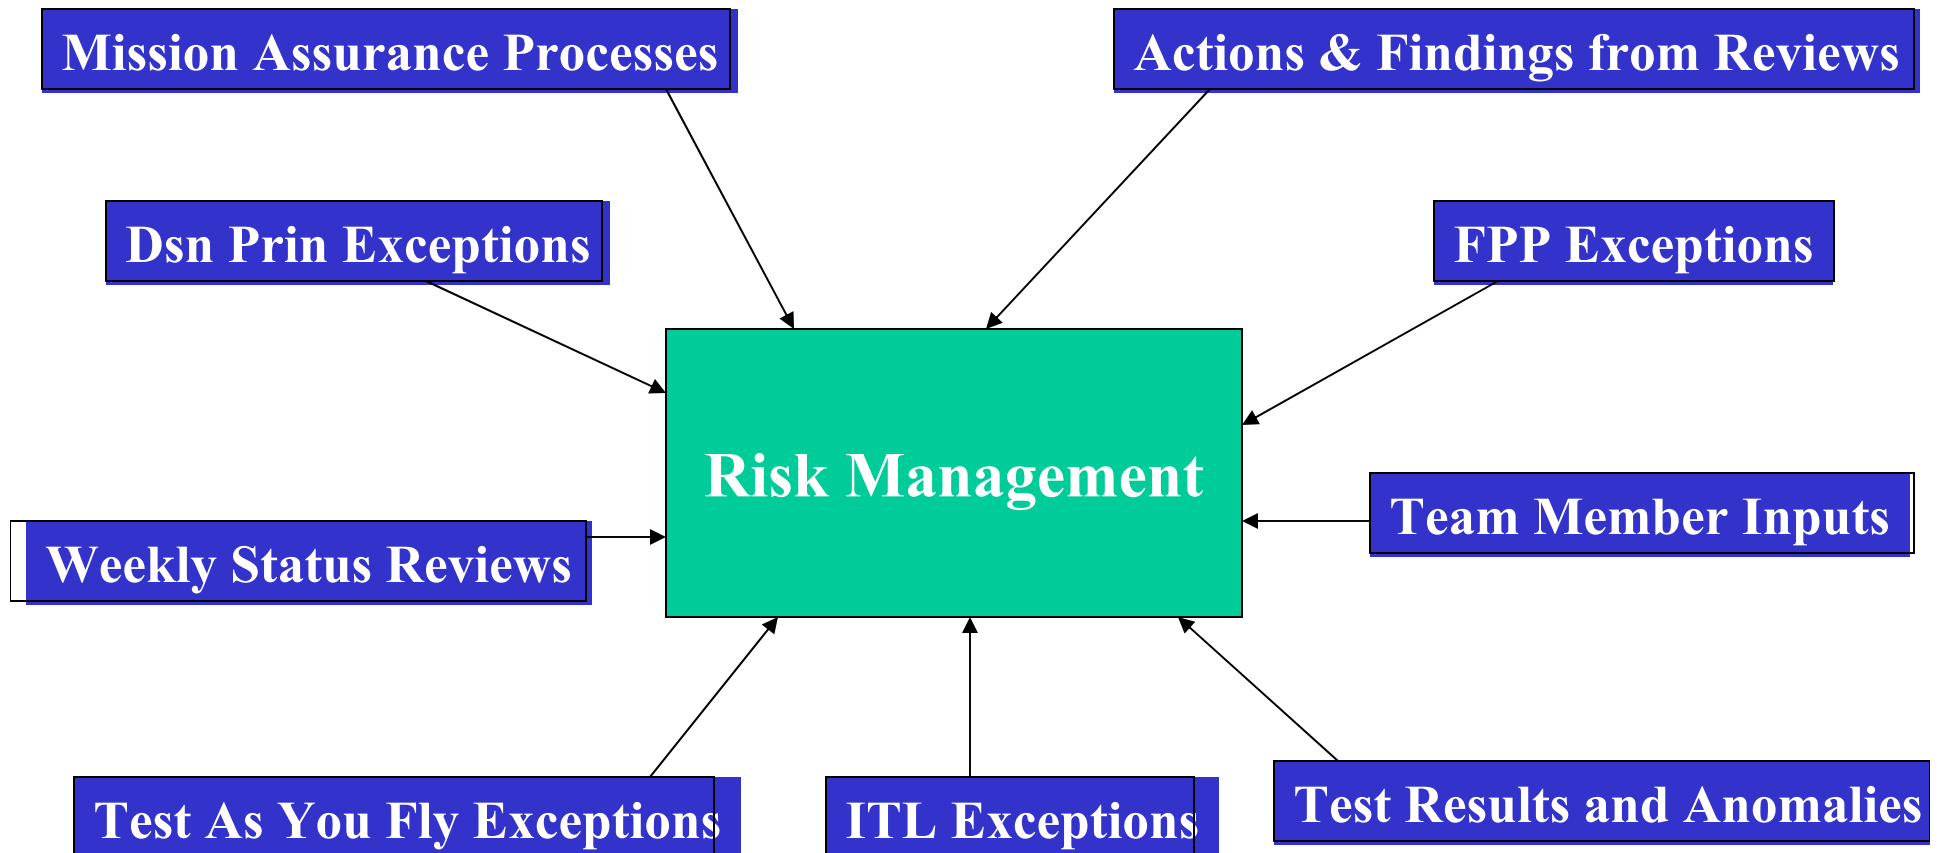 Mission Assurance Processes
Actions & Findings from Reviews
Dsn Prin Exceptions
FPP Exceptions
Risk Management
Team Member Inputs
Weekly Status Reviews
Test As You Fly Exceptions
ITL Exceptions
Test Results and Anomalies